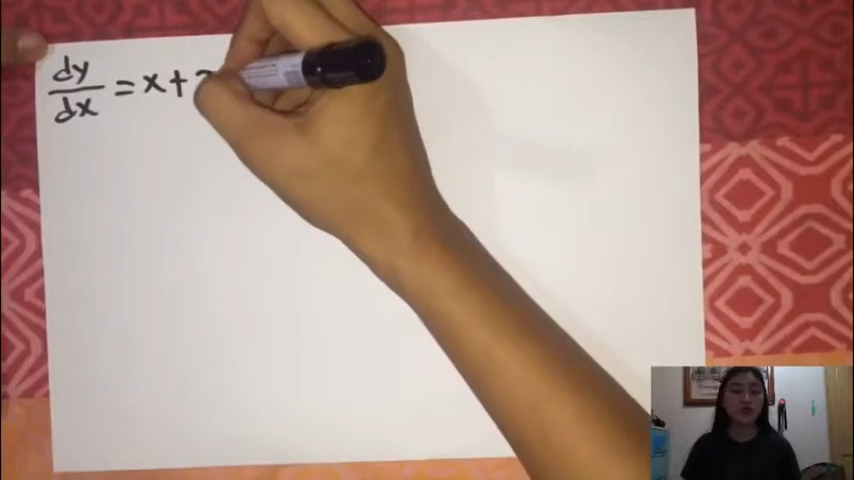 dy/dx = x +